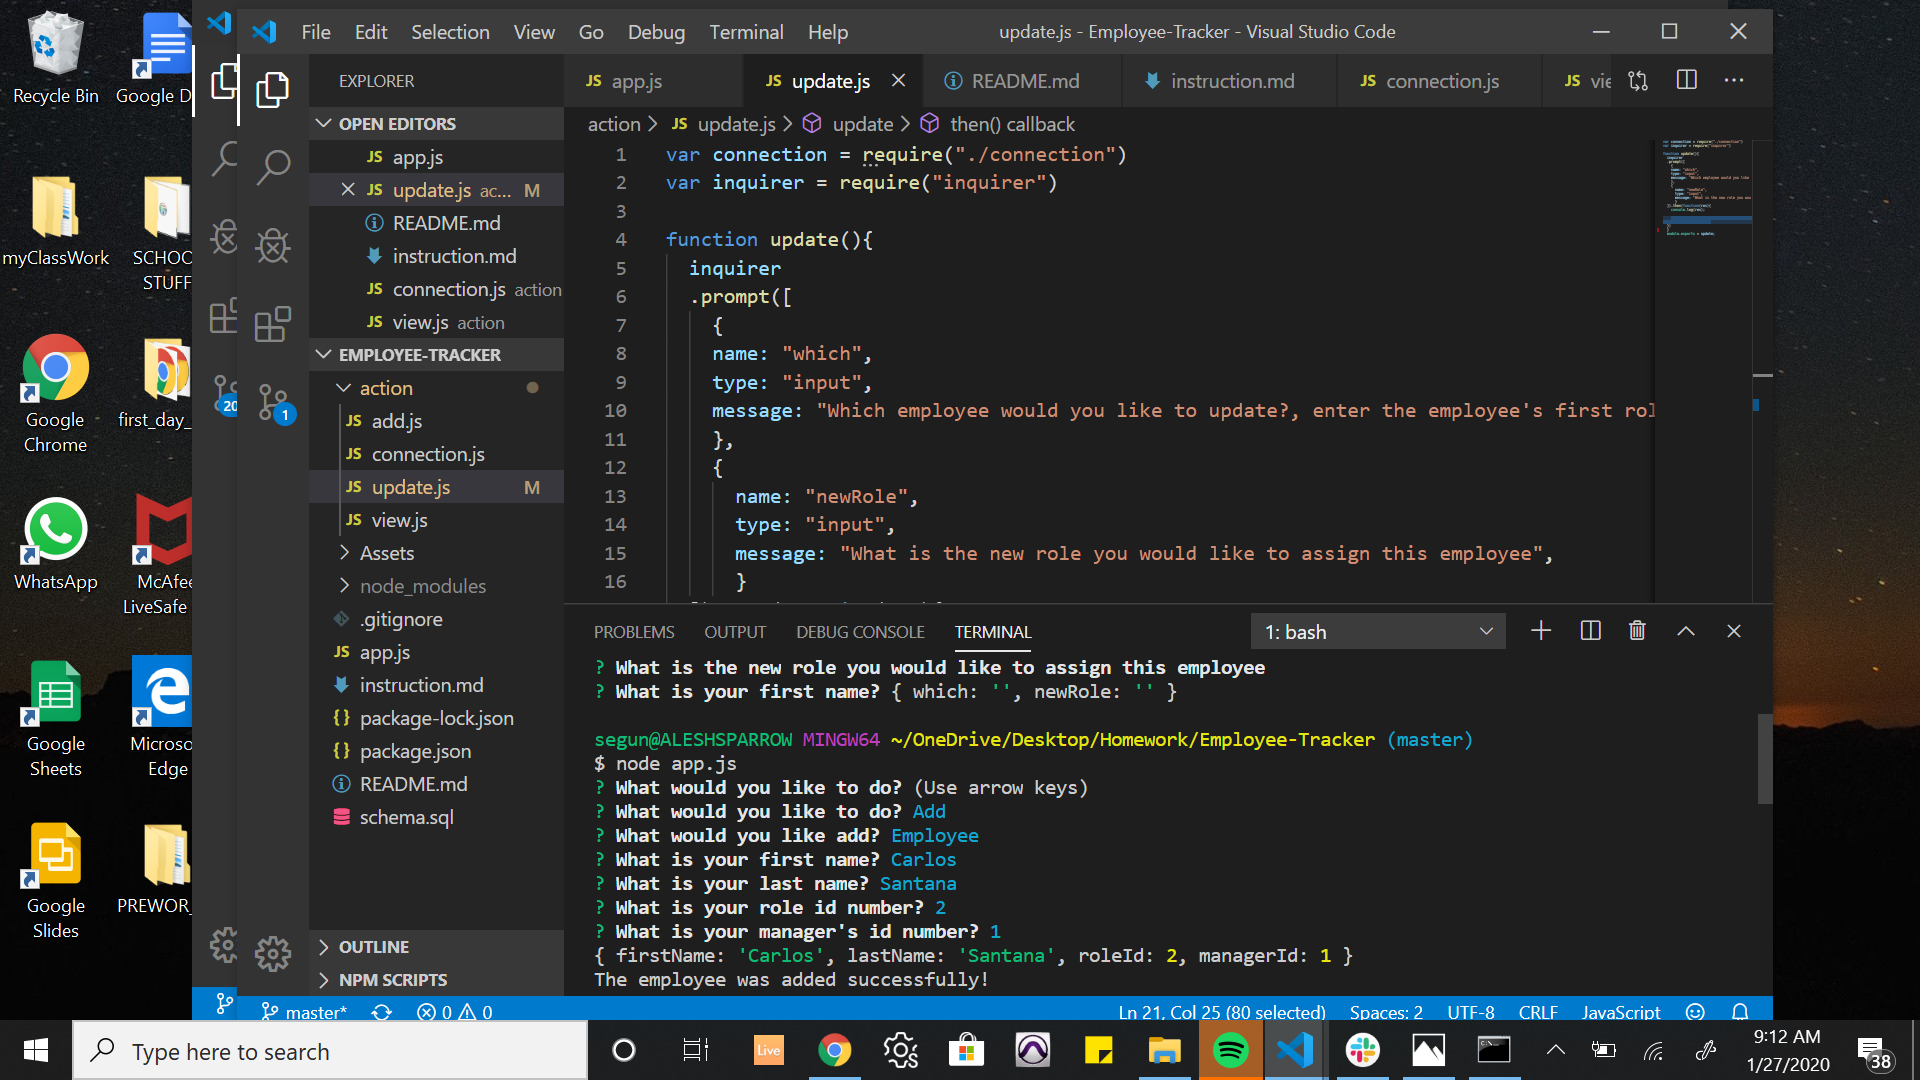 Recycle Bin
Google D
myClassWork
SCHOO
STUFF
Google
Chrome
first_day_
WhatsApp
McAfee
LiveSafe
Google
Sheets
Microso
Edge
Google
Slides
PREWOR_
20
File Edit Selection View Go Debug Terminal Help
update.js - Employee-Tracker - Visual Studio Code
1
EXPLORER
OPEN EDITORS
JS app.js
JS update.js ac... M
README.md
instruction.md
JS connection.js action
JS view.js action
EMPLOYEE-TRACKER
action
JS add.js
JS connection.js
JS update.js M
JS view.js
Assets
node_modules
.gitignore
JS app.js
instruction.md
{} package-lock.json
{} package.json
README.md
schema.sql
OUTLINE
NPM SCRIPTS
JS app.js
JS update.js
README.md
instruction.md
JS connection.js
JS vie
action > JS update.js > update > then() callback
1 var connection = require("./connection")
2 var inquirer = require("inquirer")
3
4 function update(){
5 inquirer
6 .prompt([
7 {
8 name: "which",
9 type: "input",
10 message: "Which employee would you like to update?, enter the employee's first rol
11 },
12 {
13 name: "newRole",
14 type: "input",
15 message: "What is the new role you would like to assign this employee",
16 }
PROBLEMS OUTPUT DEBUG CONSOLE TERMINAL
1: bash
? What is the new role you would like to assign this employee
? What is your first name? { which: '', newRole: '' }
segun@ALESHSPARROW MINGW64 ~/OneDrive/Desktop/Homework/Employee-Tracker (master)
$ node app.js
? What would you like to do? (Use arrow keys)
? What would you like to do? Add
? What would you like add? Employee
? What is your first name? Carlos
? What is your last name? Santana
? What is your role id number? 2
? What is your manager's id number? 1
{ firstName: 'Carlos', lastName: 'Santana', roleId: 2, managerId: 1 }
The employee was added successfully!
master* 0 0
Ln 21, Col 25 (80 selected) Spaces: 2 UTF-8 CRLF JavaScript
Type here to search
Live
9:12 AM
1/27/2020
38